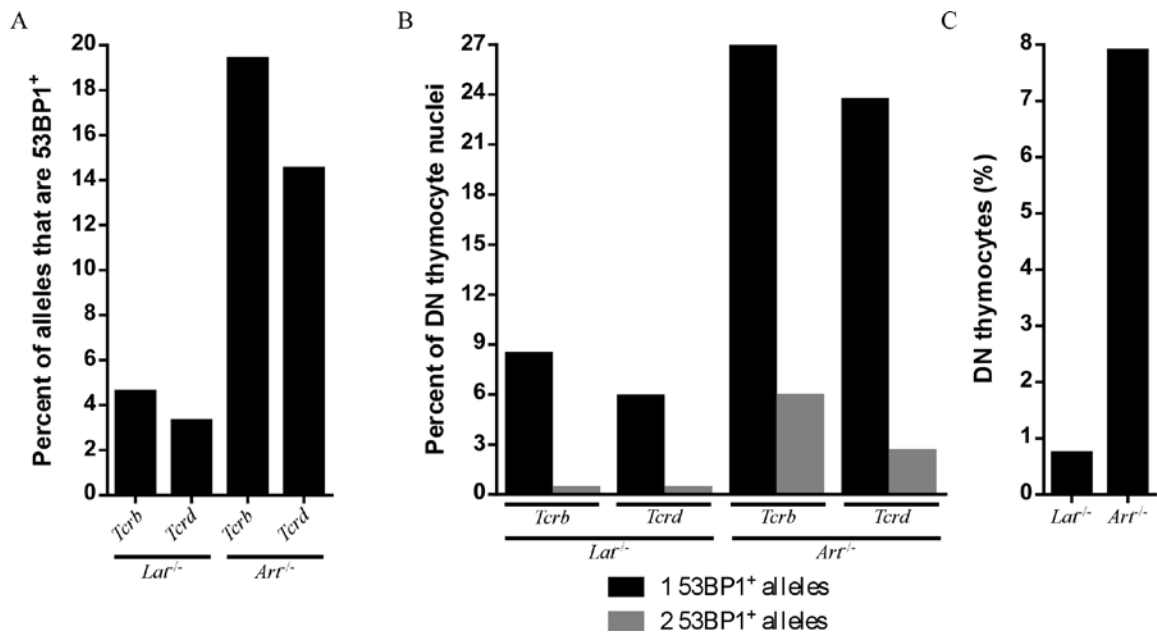 A
Percent of alleles that are 53BP1+
20
18
16
14
12
10
8
6
4
2
0
Tcrb
Tcrd
Tcrb
Tcrd
Lat-/-
Art-/-
B
Percent of DN thymocyte nuclei
27
24
21
18
15
12
9
6
3
0
Tcrb
Tcrd
Tcrb
Tcrd
Lat-/-
Art-/-
1 53BP1+ alleles
2 53BP1+ alleles
C
DN thymocytes (%)
8
7
6
5
4
3
2
1
0
Lat-/-
Art-/-